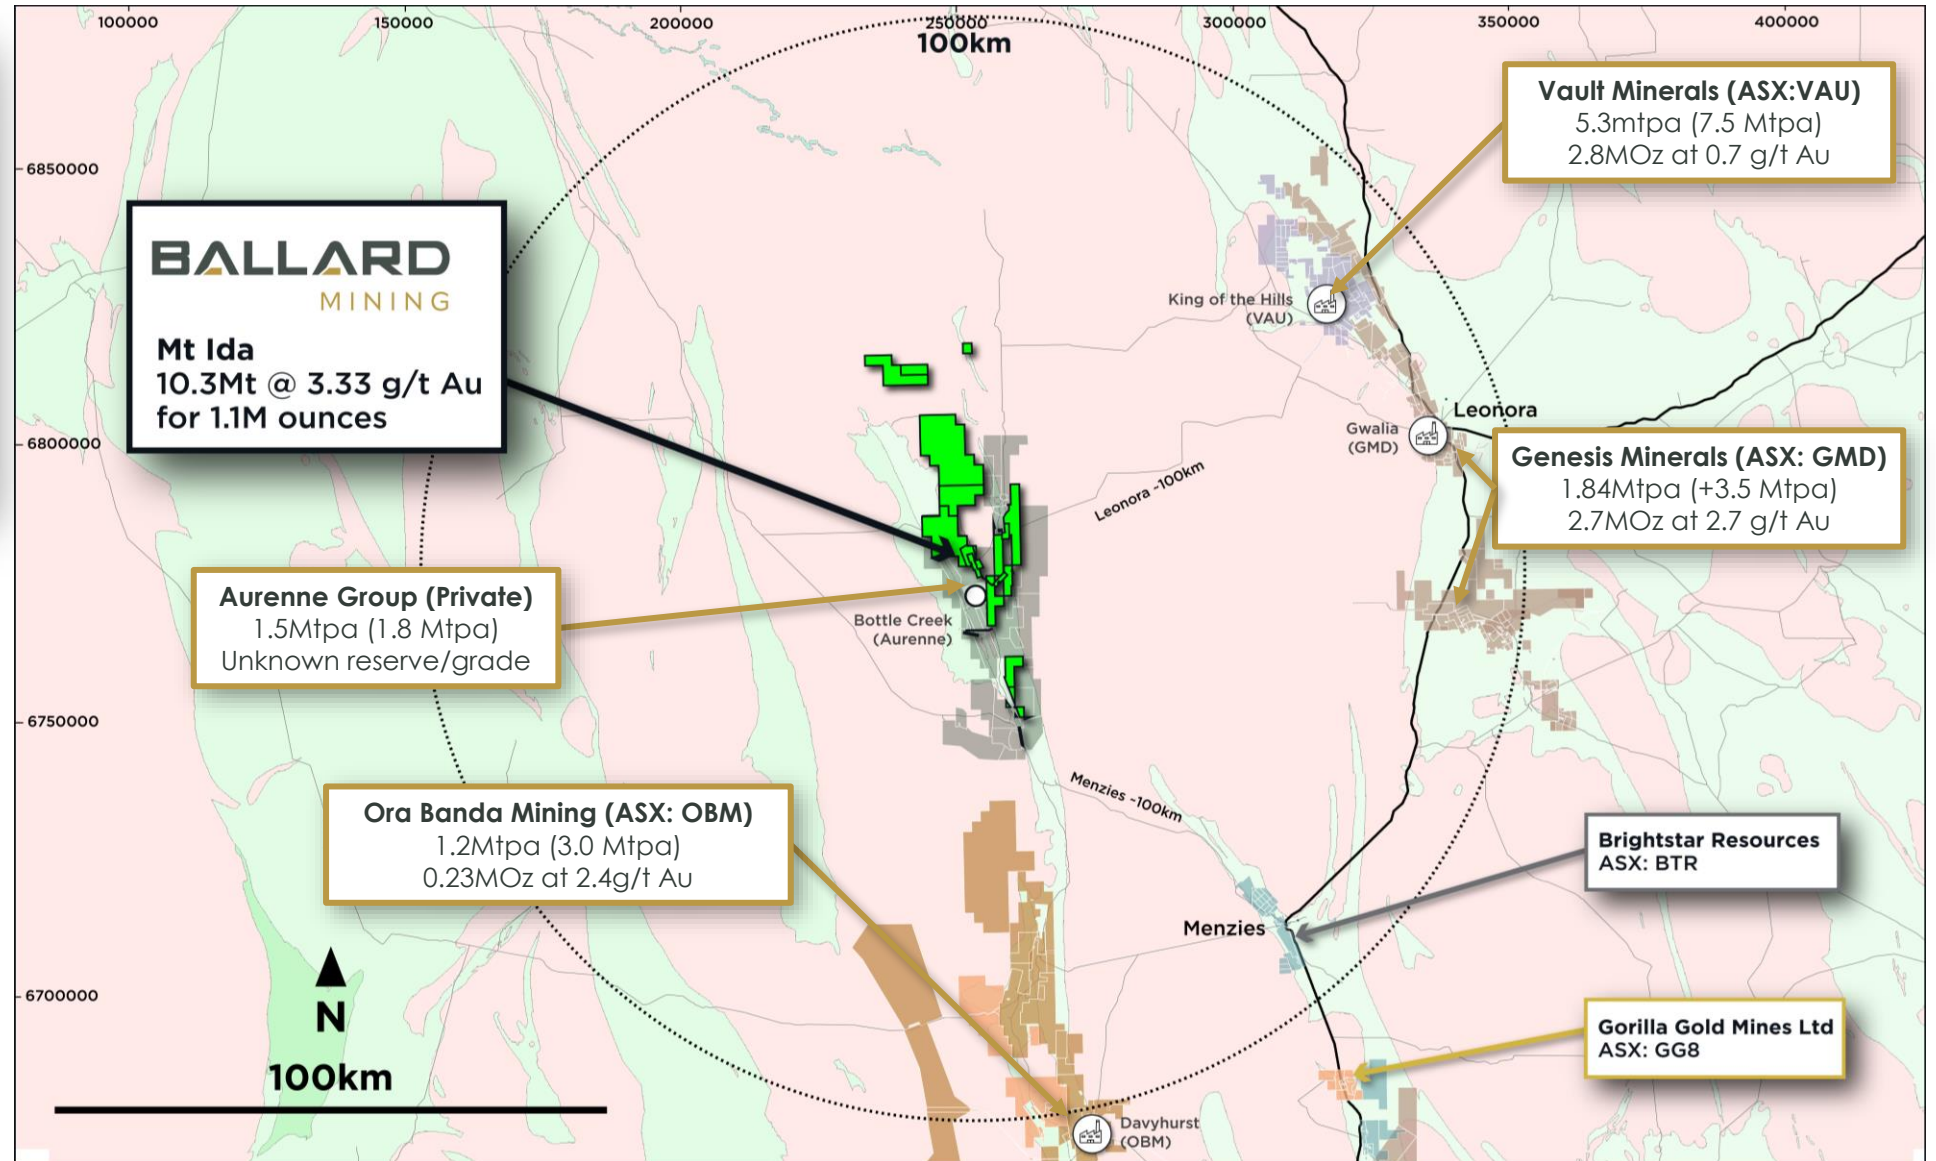 100000
150000
200000
250000
300000
350000
400000
100km
6850000
6800000
6750000
6700000
Vault Minerals (ASX:VAU)
5.3mtpa (7.5 Mtpa)
2.8MOz at 0.7 g/t Au
BALLARD
MINING
Mt Ida
10.3Mt @ 3.33 g/t Au
for 1.1M ounces
King of the Hills
(VAU)
Leonora
Gwalia
(GMD)
Genesis Minerals (ASX: GMD)
1.84Mtpa (+3.5 Mtpa)
2.7MOz at 2.7 g/t Au
Leonora ~100km
Aurenne Group (Private)
1.5Mtpa (1.8 Mtpa)
Unknown reserve/grade
Bottle Creek
(Aurenne)
Menzies ~100km
Ora Banda Mining (ASX: OBM)
1.2Mtpa (3.0 Mtpa)
0.23MOz at 2.4g/t Au
Brightstar Resources
ASX: BTR
Menzies
N
100km
Gorilla Gold Mines Ltd
ASX: GG8
Davyhurst
(OBM)